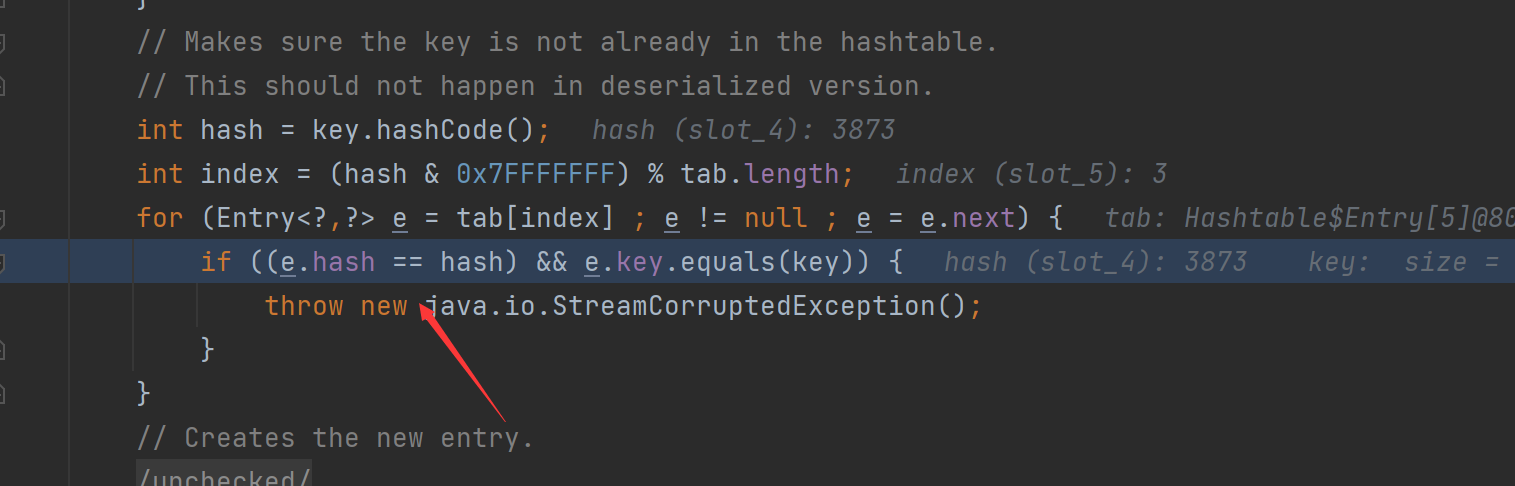 }
// Makes sure the key is not already in the hashtable.
// This should not happen in deserialized version.
int hash = key.hashCode();   hash (slot_4): 3873
int index = (hash & 0x7FFFFFFF) % tab.length;   index (slot_5): 3
for (Entry<?,?> e = tab[index] ; e != null ; e = e.next) {   tab: Hashtable$Entry[5]@80
if ((e.hash == hash) && e.key.equals(key)) {   hash (slot_4): 3873    key:  size =
throw new java.io.StreamCorruptedException();
}
}
// Creates the new entry.
/unchecked/